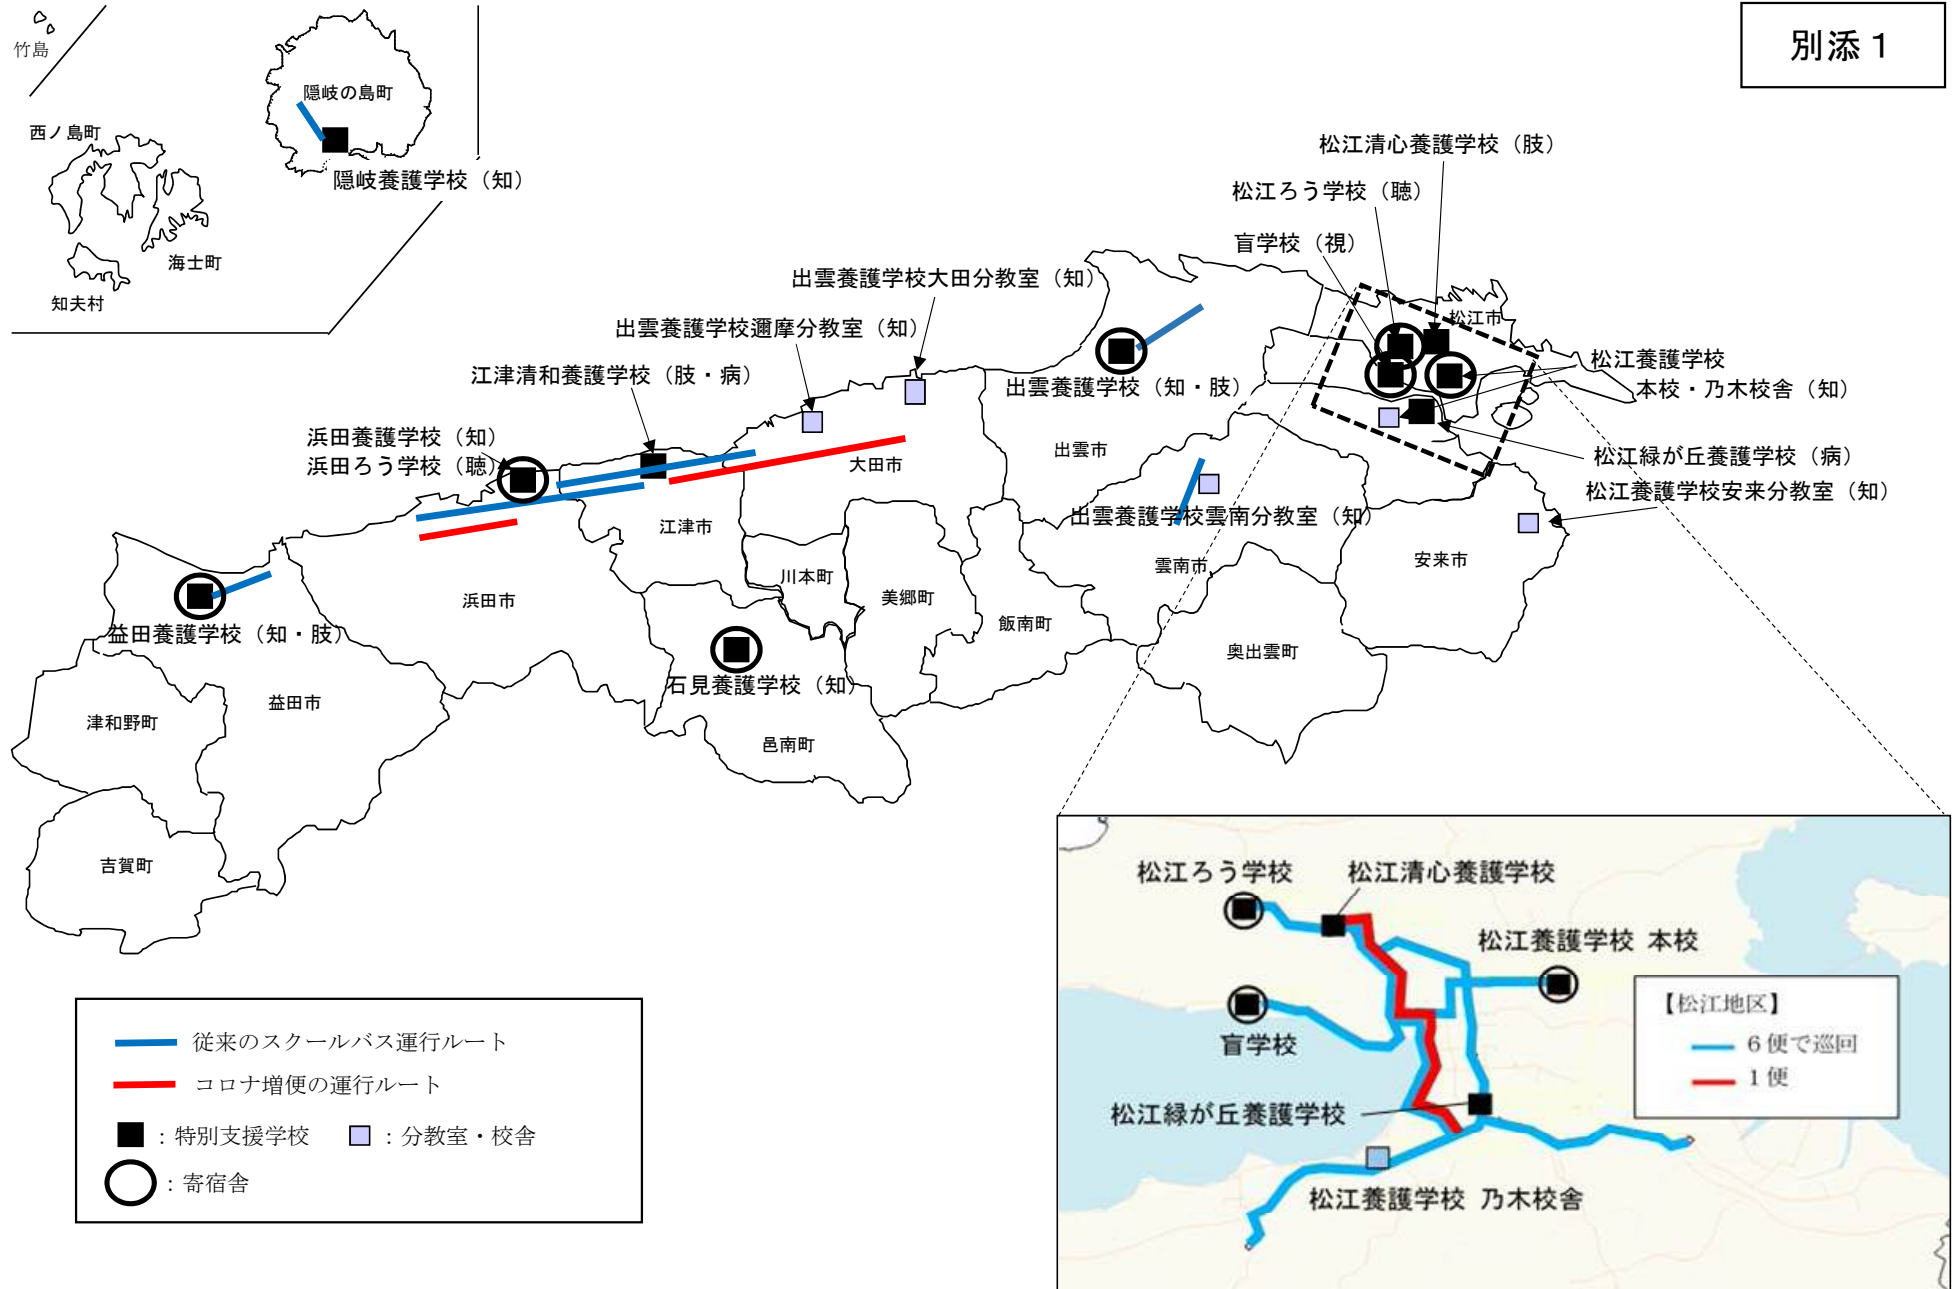 別添１
竹島
隠岐の島町
西ノ島町
隠岐養護学校（知）
海士町
知夫村
松江清心養護学校（肢）
松江ろう学校（聴）
盲学校（視）
出雲養護学校大田分教室（知）
出雲養護学校邇摩分教室（知）
江津清和養護学校（肢・病）
浜田養護学校（知）
浜田ろう学校（聴）
出雲養護学校（知・肢）
松江市
松江養護学校
本校・乃木校舎（知）
松江緑が丘養護学校（病）
松江養護学校安来分教室（知）
出雲市
大田市
出雲養護学校雲南分教室（知）
江津市
川本町
美郷町
飯南町
雲南市
安来市
奥出雲町
浜田市
益田養護学校（知・肢）
石見養護学校（知）
益田市
津和野町
邑南町
吉賀町
従来のスクールバス運行ルート
コロナ増便の運行ルート
：特別支援学校
：分教室・校舎
：寄宿舎
松江ろう学校
松江清心養護学校
松江養護学校 本校
盲学校
松江緑が丘養護学校
松江養護学校 乃木校舎
【松江地区】
６便で巡回
１便